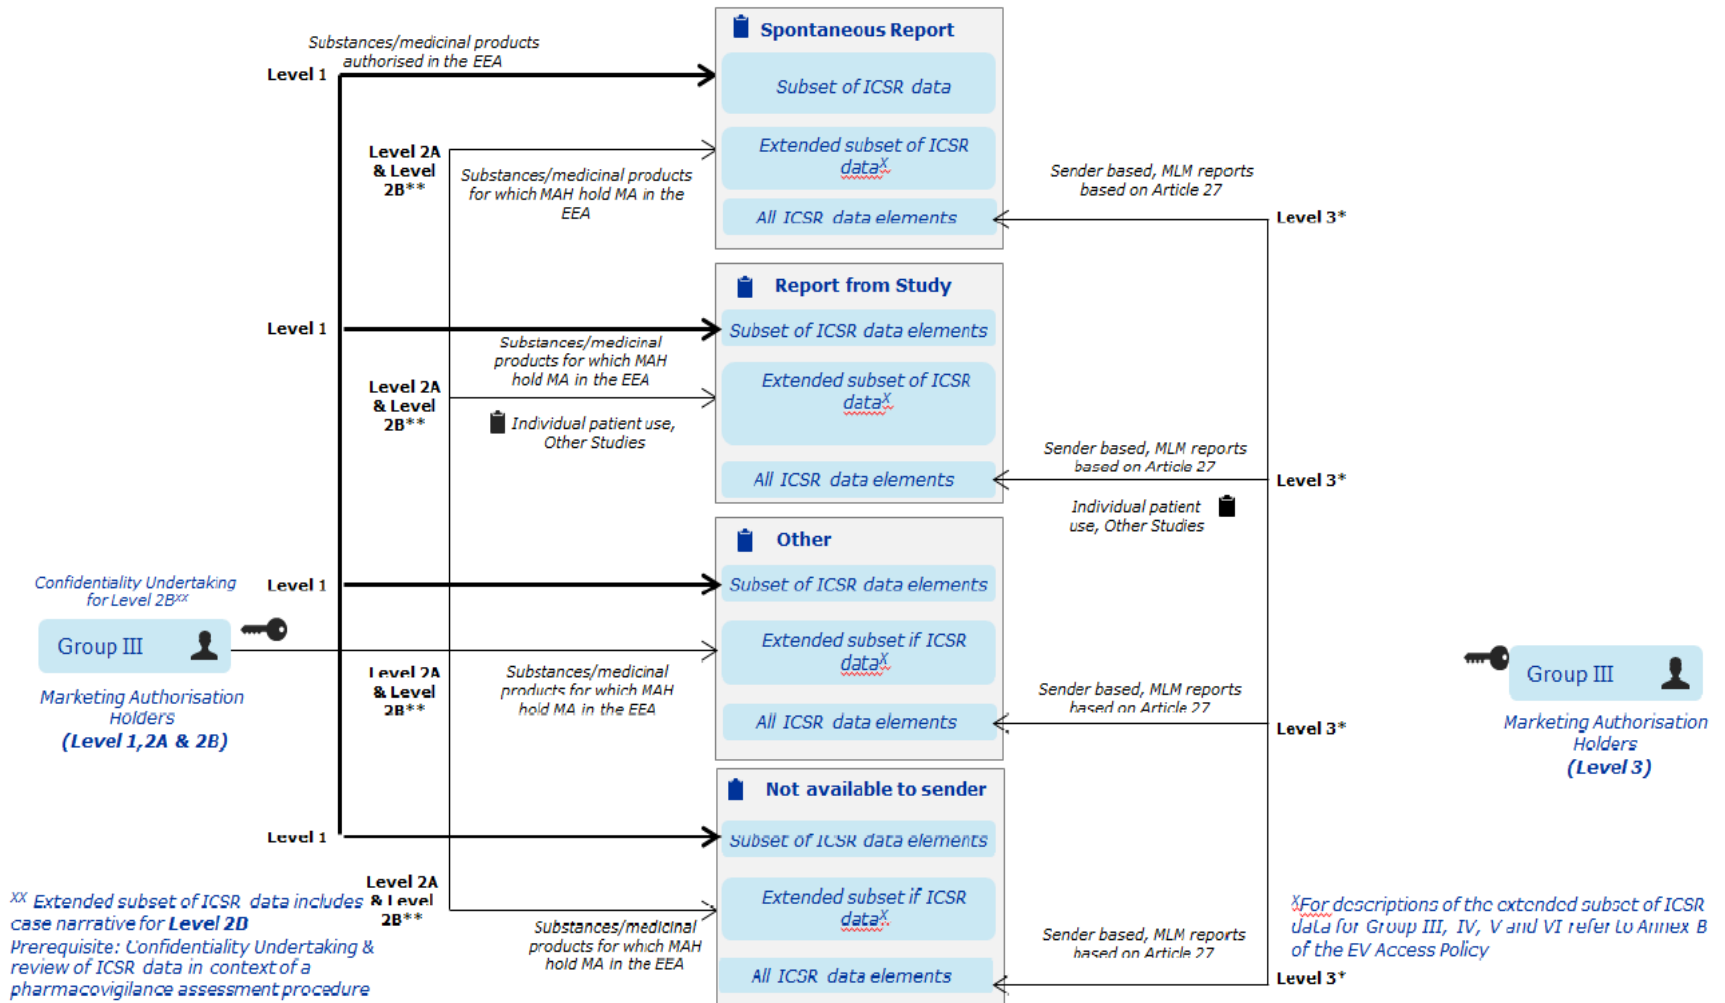 Spontaneous Report
Substances/medicinal products
authorised in the EEA
Level 1
Subset of ICSR data
Level 2A
& Level
2B**
Extended subset of ICSR
dataX
Substances/medicinal products
for which MAH hold MA in the
EEA
Sender based, MLM reports
based on Article 27
All ICSR data elements
Level 3*
Report from Study
Level 1
Subset of ICSR data elements
Substances/medicinal
products for which MAH
hold MA in the EEA
Level 2A
& Level
2B**
Extended subset of ICSR
dataX
Individual patient use,
Other Studies
Sender based, MLM reports
based on Article 27
All ICSR data elements
Level 3*
Individual patient
use, Other Studies
Other
Level 1
Subset of ICSR data elements
Confidentiality Undertaking
for Level 2BXX
Group III
Marketing Authorisation
Holders
(Level 1,2A & 2B)
Extended subset if ICSR
dataX
Level 2A
& Level
2B**
Substances/medicinal
products for which MAH
hold MA in the EEA
Sender based, MLM reports
based on Article 27
All ICSR data elements
Level 3*
Group III
Marketing Authorisation
Holders
(Level 3)
Not available to sender
Level 1
Subset of ICSR data elements
Level 2A
& Level
2B**
Extended subset if ICSR
dataX
Substances/medicinal
products for which MAH
hold MA in the EEA
Sender based, MLM reports
based on Article 27
All ICSR data elements
Level 3*
XX Extended subset of ICSR data includes
case narrative for Level 2B
Prerequisite: Confidentiality Undertaking &
review of ICSR data in context of a
pharmacovigilance assessment procedure
XFor descriptions of the extended subset of ICSR
data for Group III, IV, V and VI refer to Annex B
of the EV Access Policy